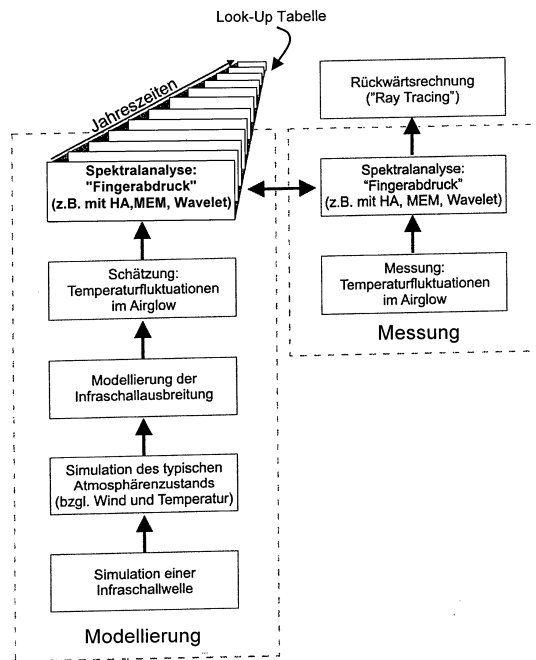 Look-Up Tabelle
Jahreszeiten
Spektralanalyse:
"Fingerabdruck"
(z.B. mit HA,MEM, Wavelet)
Schätzung:
Temperaturfluktuationen
im Airglow
Modellierung der
Infraschallausbreitung
Simulation des typischen
Atmosphärenzustands
(bzgl. Wind und Temperatur)
Simulation einer
Infraschallwelle
Modellierung
Rückwärtsrechnung
("Ray Tracing")
Spektralanalyse:
"Fingerabdruck"
(z.B. mit HA, MEM, Wavelet)
Messung:
Temperaturfluktuationen
im Airglow
Messung